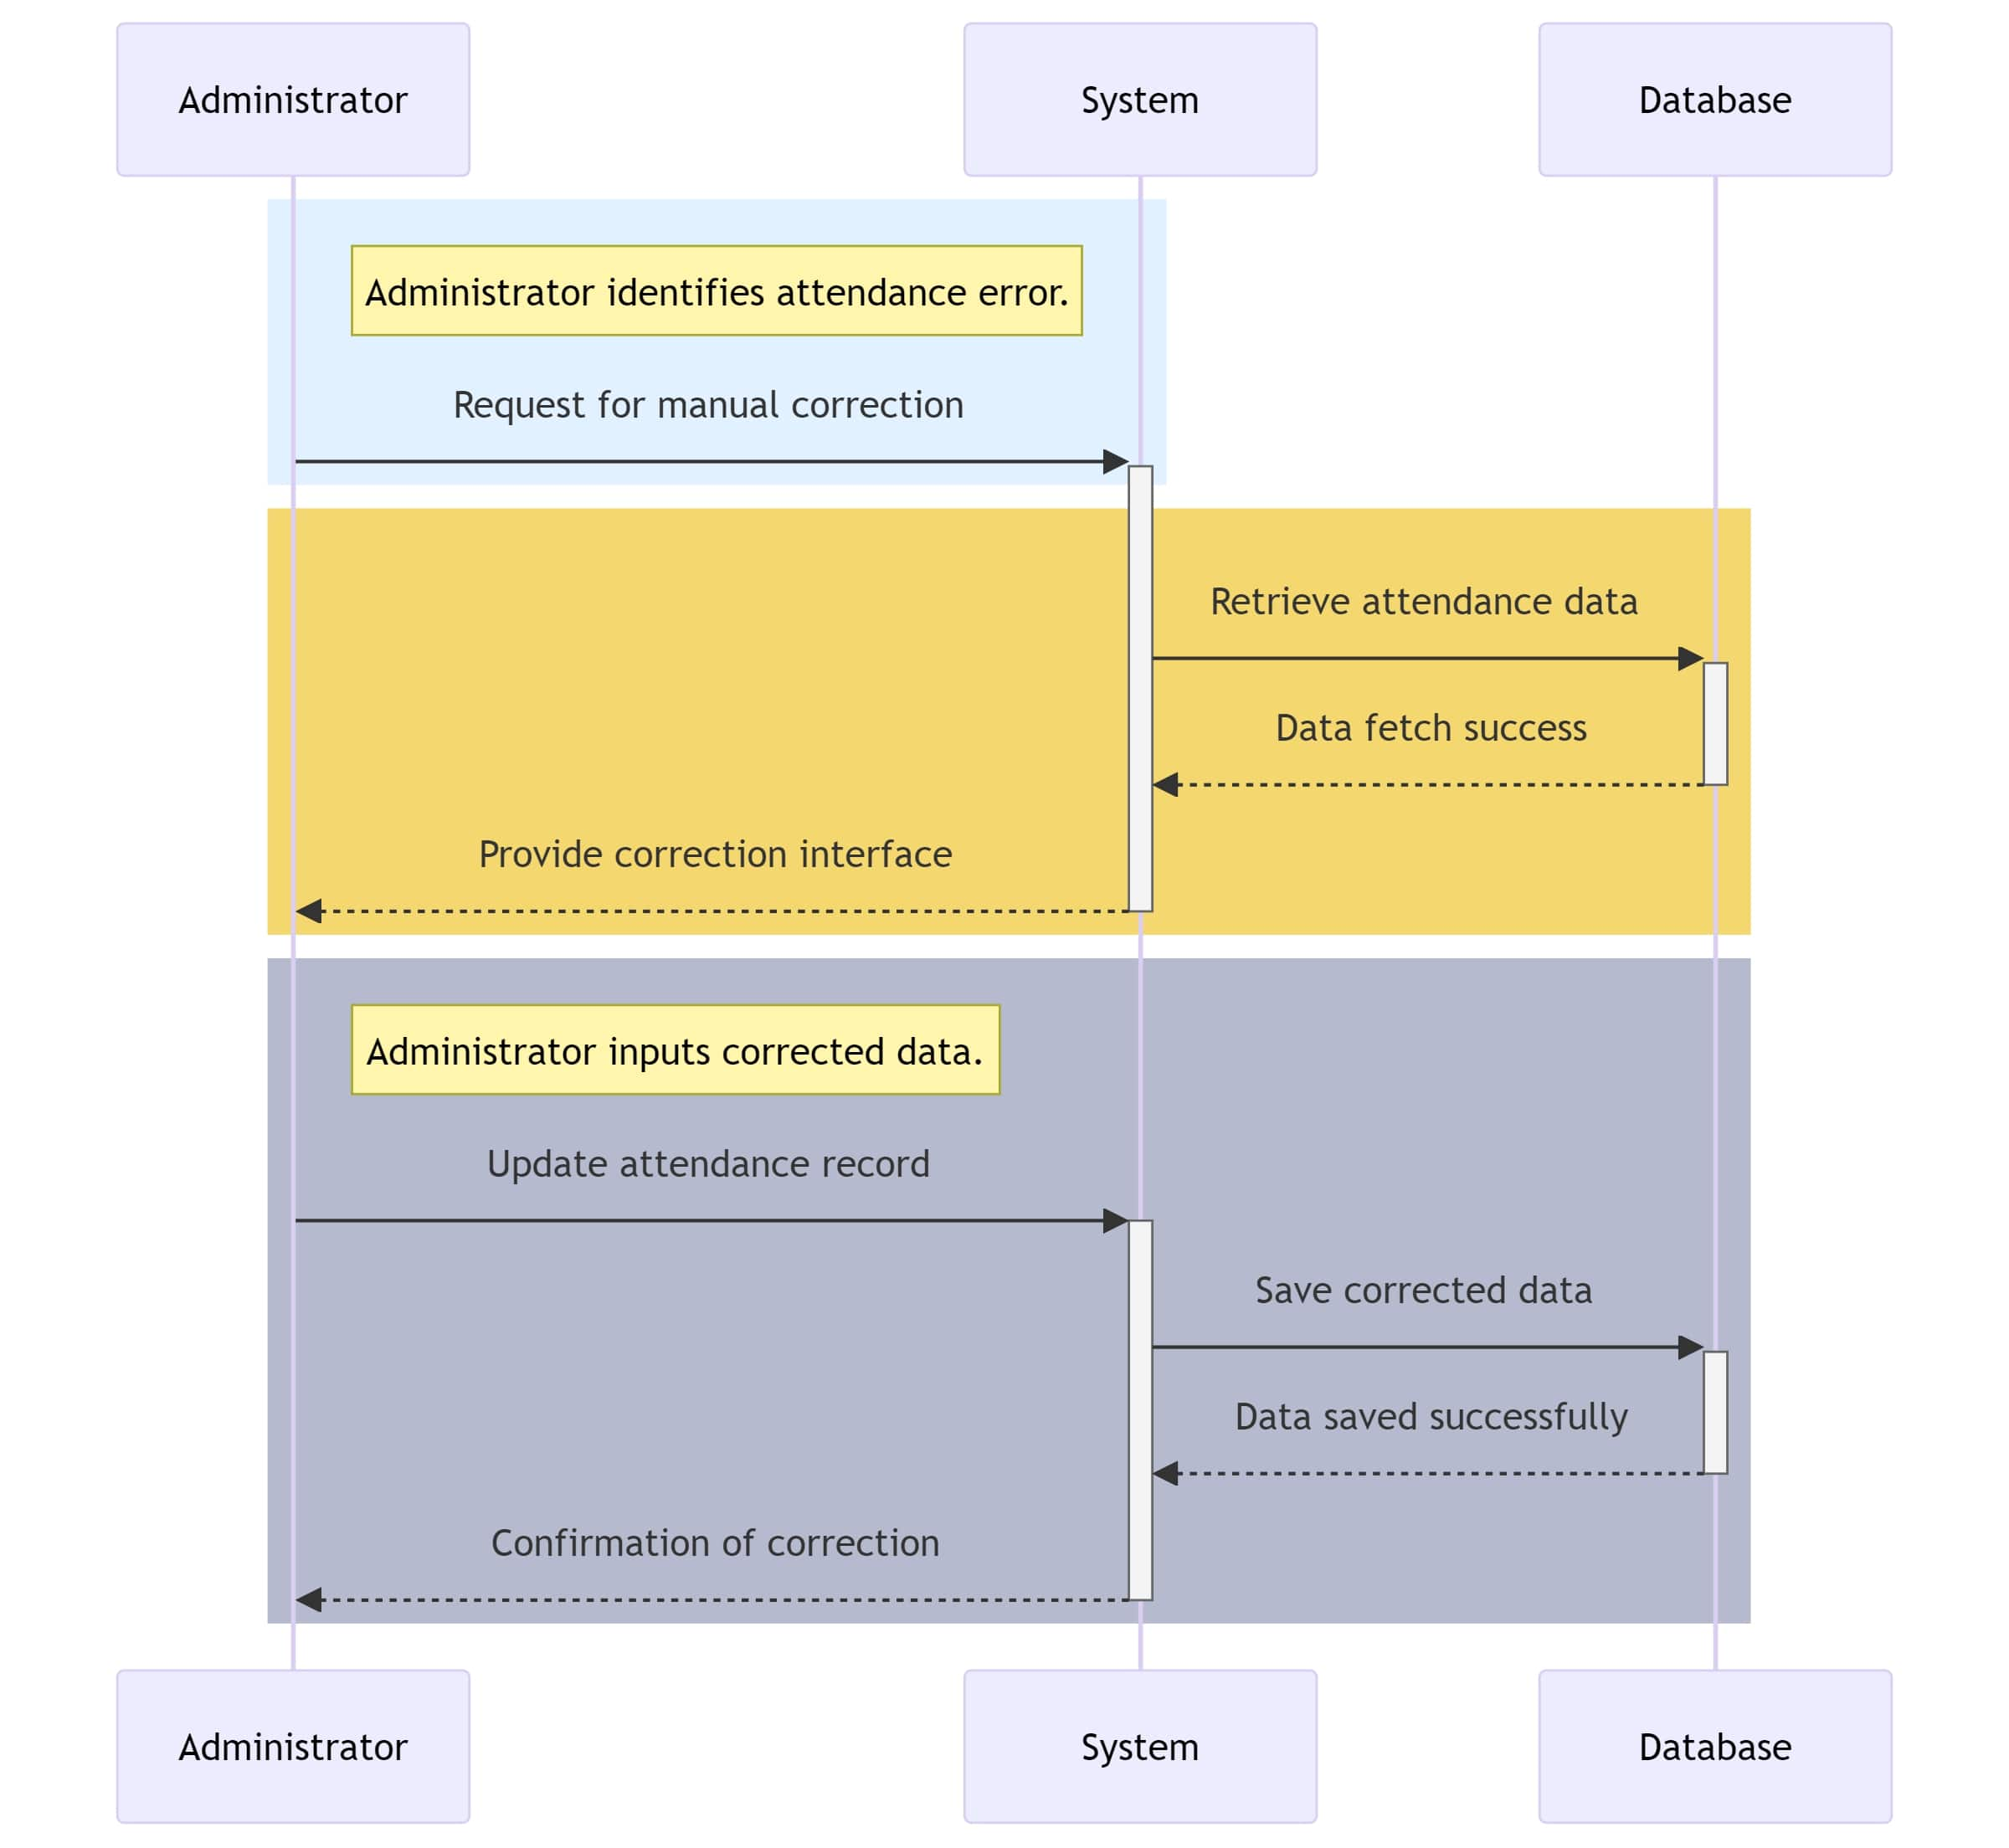 Administrator
System
Database
Administrator identifies attendance error.
Request for manual correction
Retrieve attendance data
Data fetch success
Provide correction interface
Administrator inputs corrected data.
Update attendance record
Save corrected data
Data saved successfully
Confirmation of correction
Administrator
System
Database